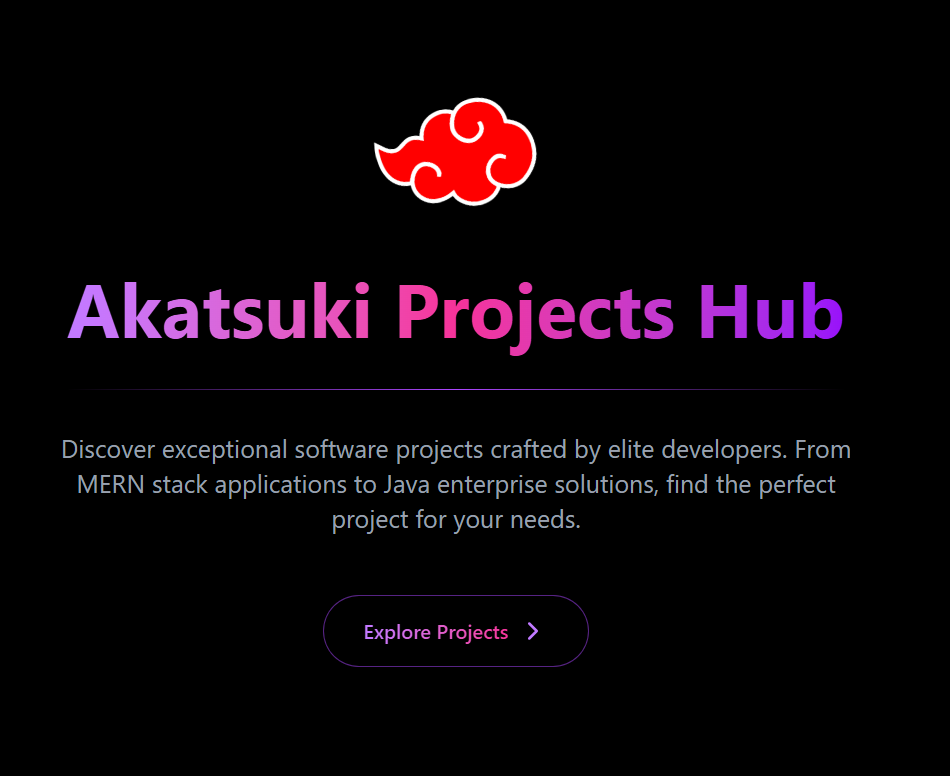 Akatsuki Projects Hub
Discover exceptional software projects crafted by elite developers. From
MERN stack applications to Java enterprise solutions, find the perfect
project for your needs.
Explore Projects